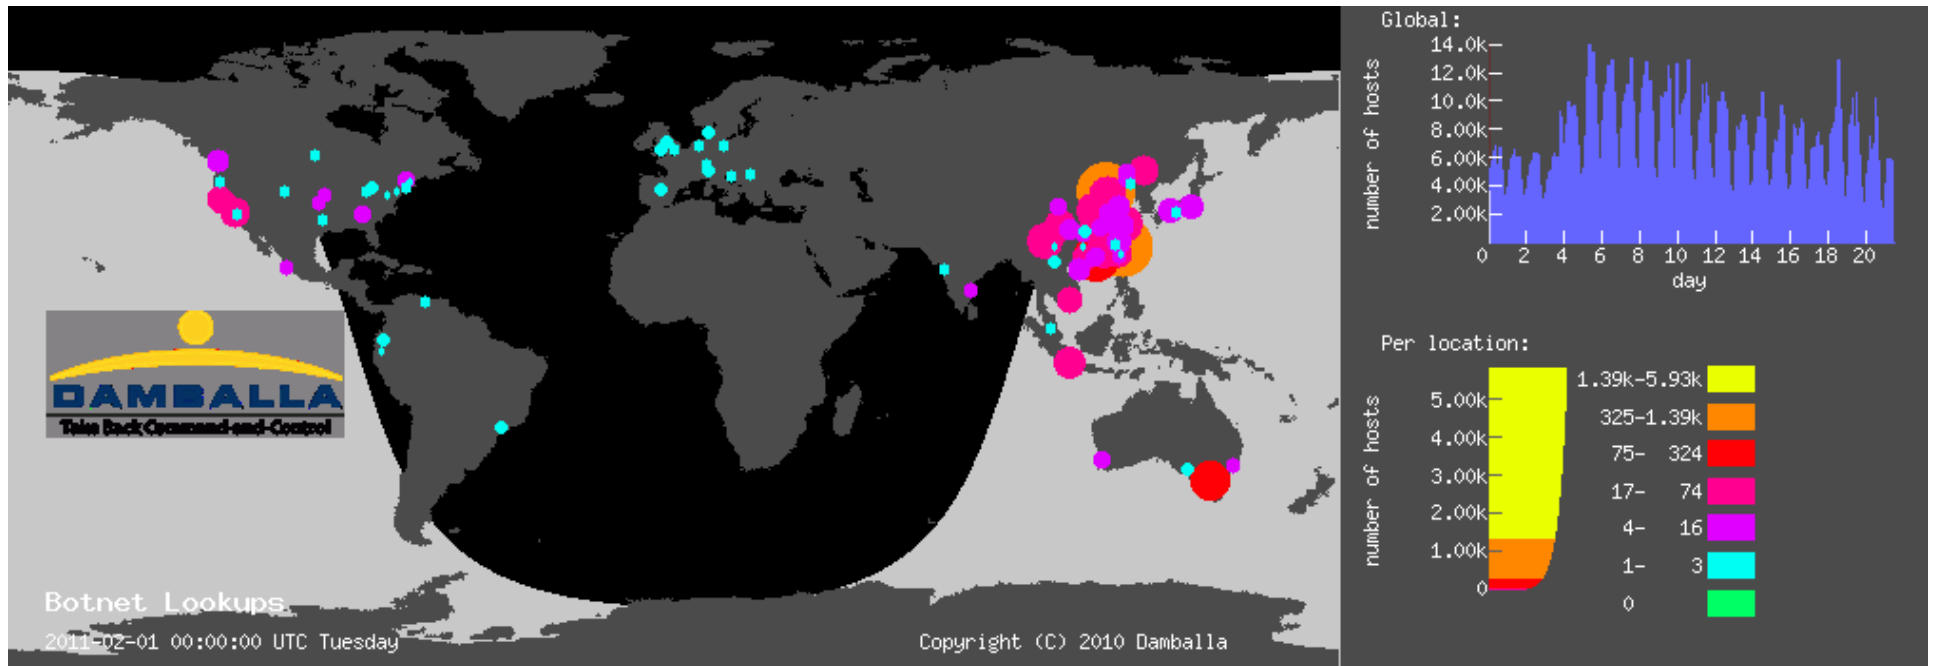 DAMBALLA
Take Back Command-and-Control
Botnet Lookups
2011-02-01 00:00:00 UTC Tuesday
Copyright (C) 2010 Damballa
Global:
number of hosts
14.0k
12.0k
10.0k
8.00k
6.00k
4.00k
2.00k
0 2 4 6 8 10 12 14 16 18 20
day
Per location:
number of hosts
5.00k
4.00k
3.00k
2.00k
1.00k
0
1.39k-5.93k
325-1.39k
75- 324
17- 74
4- 16
1- 3
0